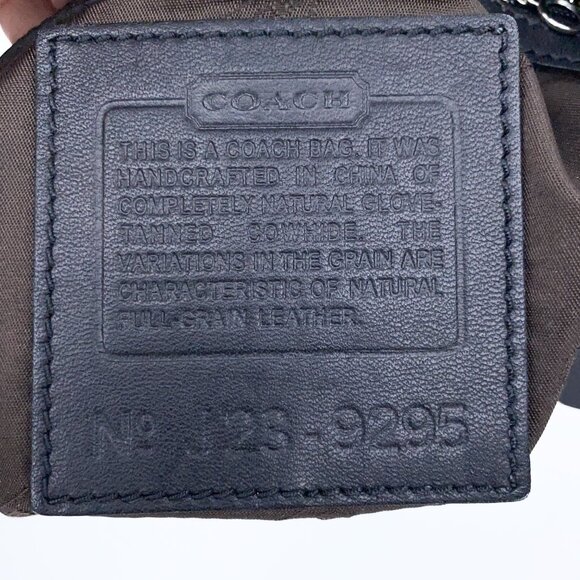 COACH
THIS IS A COACH BAG. IT WAS
HANDCRAFTED IN CHINA OF
COMPLETELY NATURAL GLOVE-
TANNED COWHIDE. THE
VARIATIONS IN THE GRAIN ARE
CHARACTERISTIC OF NATURAL
FULL-GRAIN LEATHER.
Nº -9295